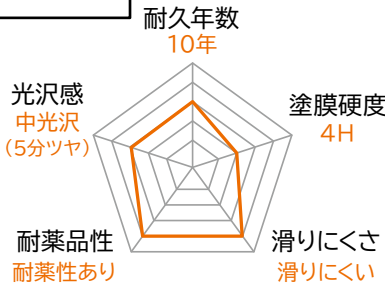 耐久年数
10年
光沢感
中光沢
(5分ツヤ)
塗膜硬度
4H
耐薬品性
耐薬性あり
滑りにくさ
滑りにくい